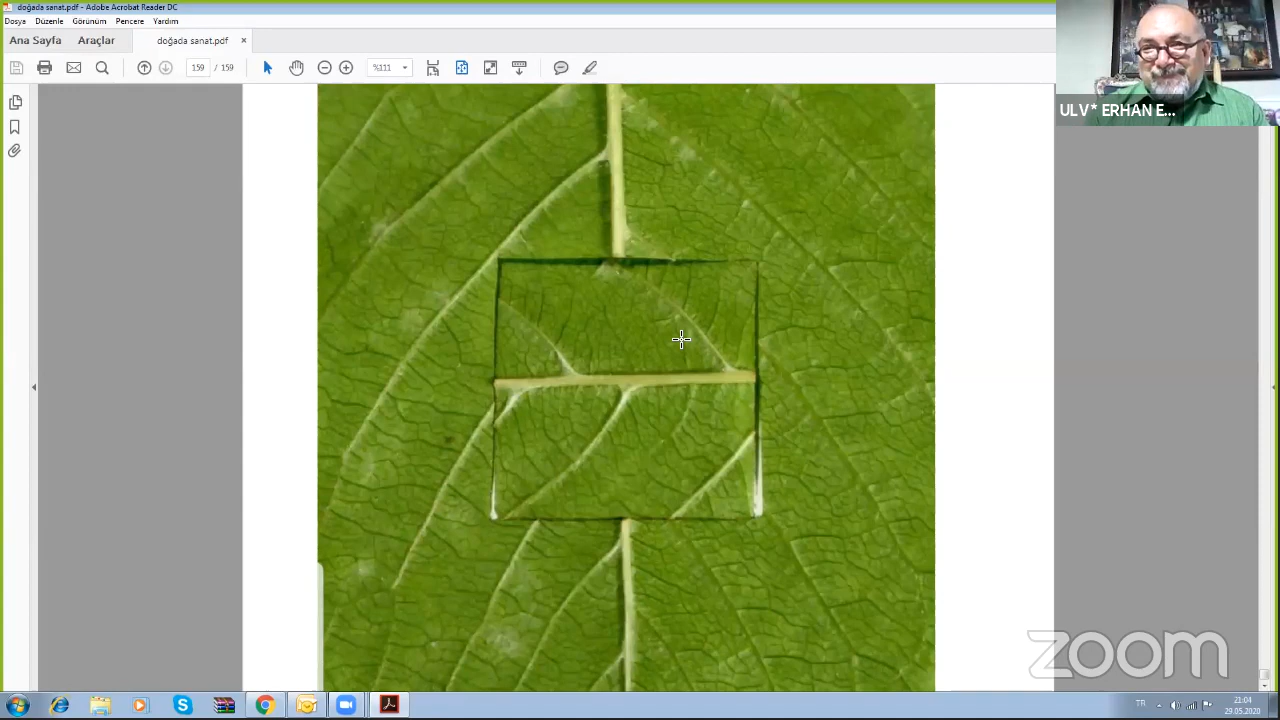 doğada sanat.pdf - Adobe Acrobat Reader DC
Dosya Düzenle Görünüm Pencere Yardım
Ana Sayfa Araçlar doğada sanat.pdf ×
159 / 159 %111
ULV* ERHAN E...
zoom
TR 21:04
29.05.2020